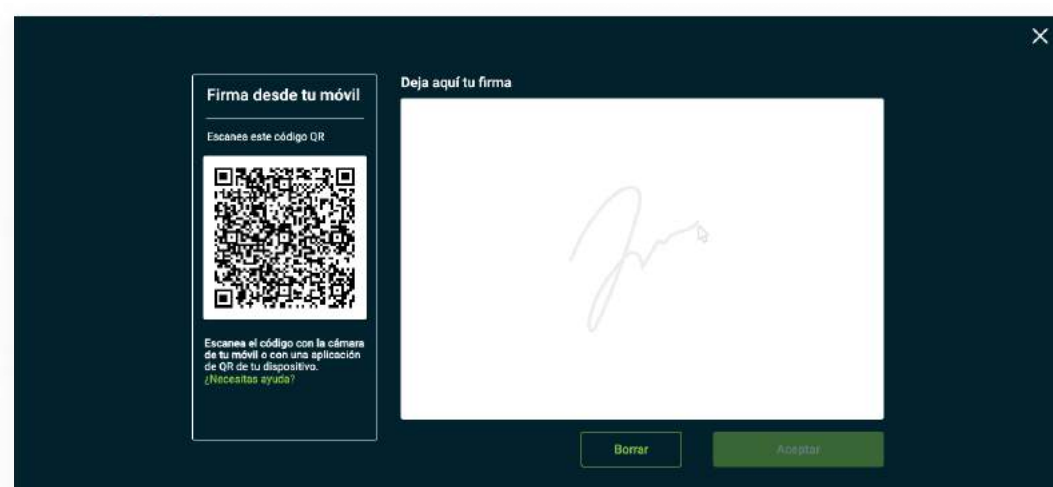 Firma desde tu móvil
Escanea este código QR
Escanea el código con la cámara
de tu móvil o con una aplicación
de QR de tu dispositivo.
¿Necesitas ayuda?
Deja aquí tu firma
Borrar
Aceptar